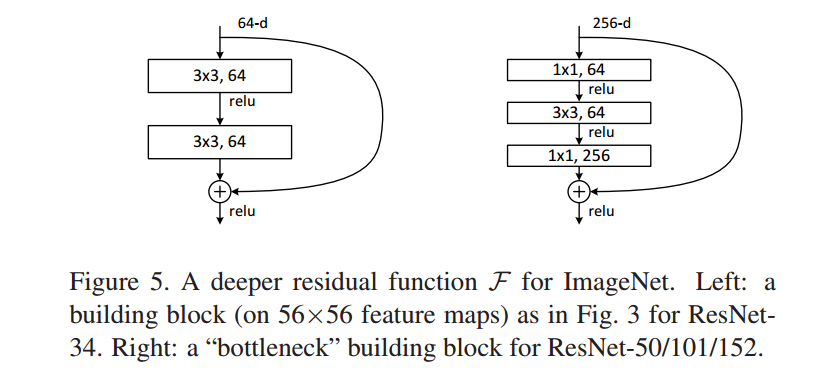 64-d
3x3, 64
relu
3x3, 64
+
relu
256-d
1x1, 64
relu
3x3, 64
relu
1x1, 256
+
relu
Figure 5. A deeper residual function F for ImageNet. Left: a
building block (on 56×56 feature maps) as in Fig. 3 for ResNet-
34. Right: a “bottleneck” building block for ResNet-50/101/152.